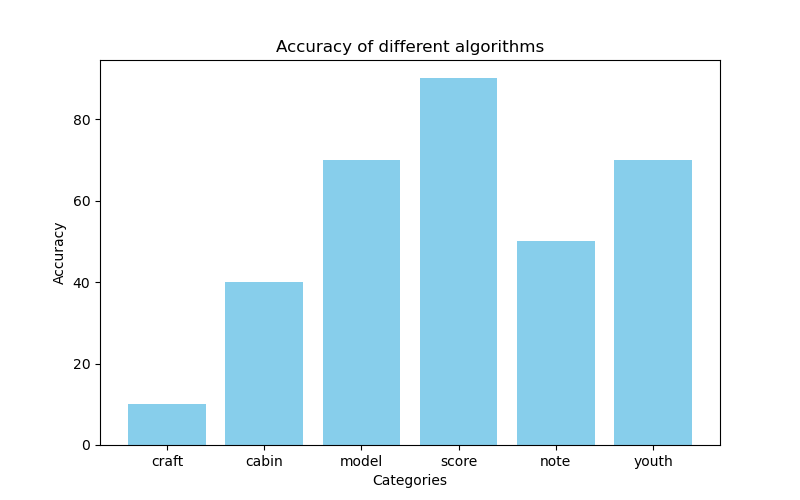 Accuracy of different algorithms
Accuracy
80
60
40
20
0
craft cabin model score note youth
Categories